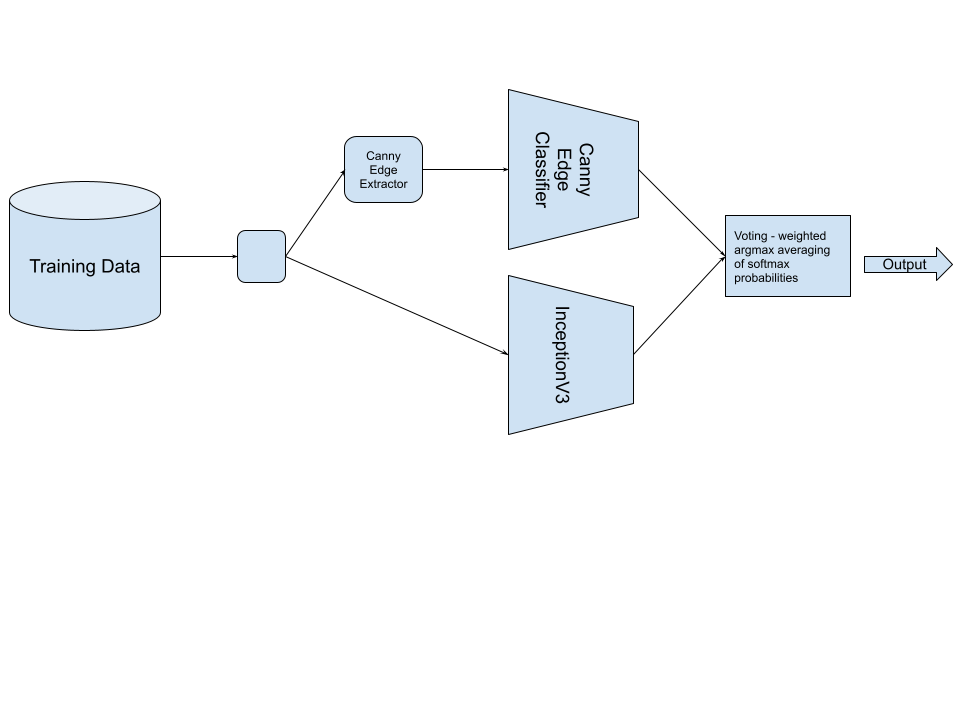 Training Data
Canny
Edge
Extractor
Canny
Edge
Classifier
InceptionV3
Voting - weighted
argmax averaging
of softmax
probabilities
Output